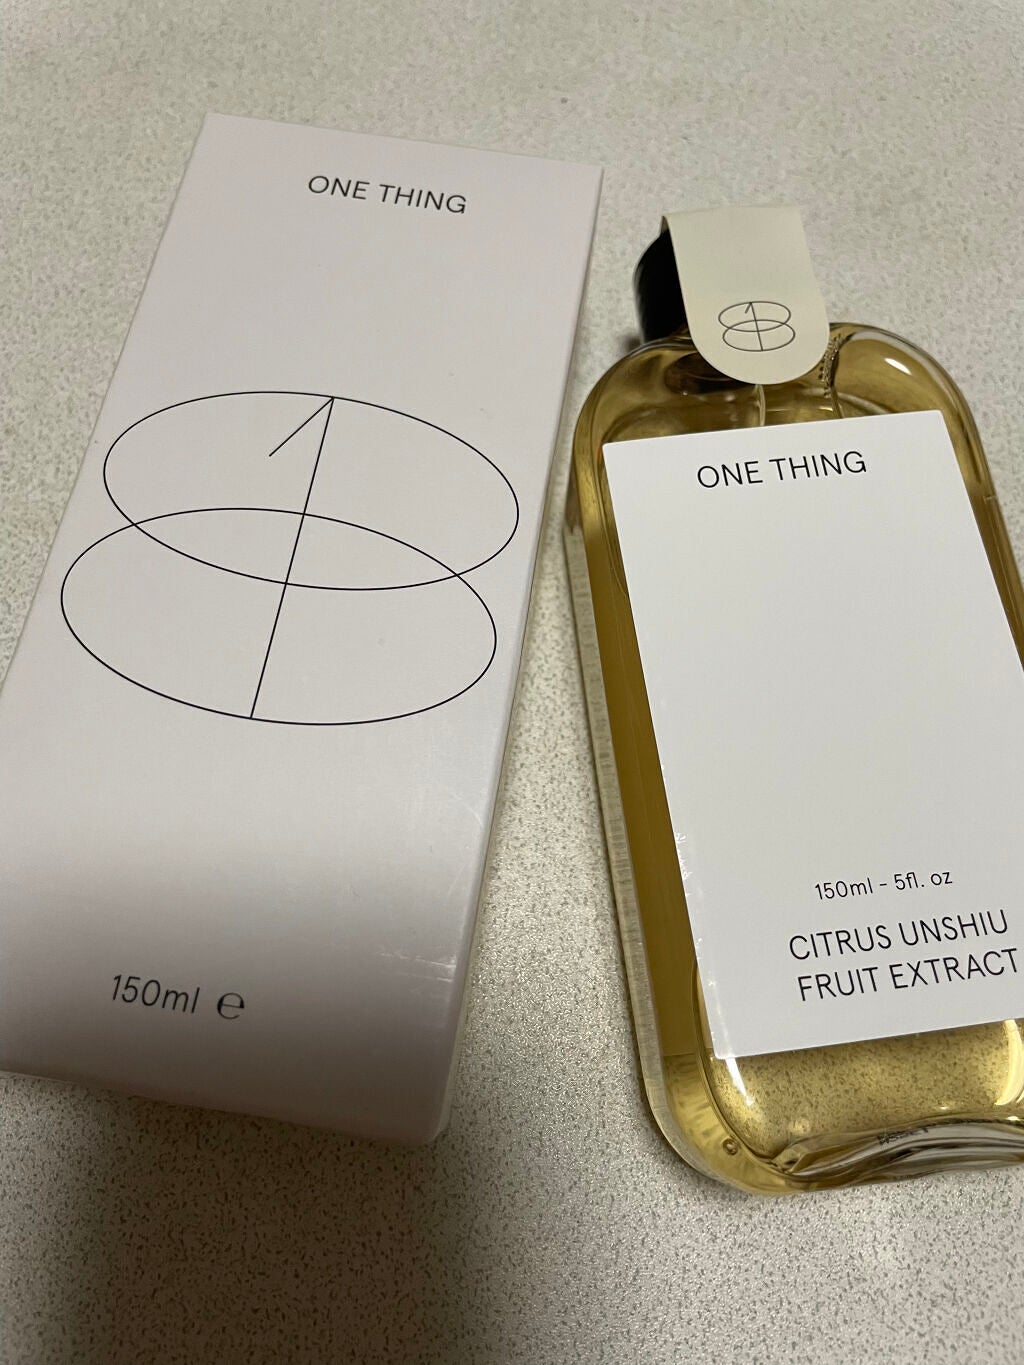 ONE THING
150ml e
ONE THING
150ml - 5fl. oz
CITRUS UNSHIU
FRUIT EXTRACT